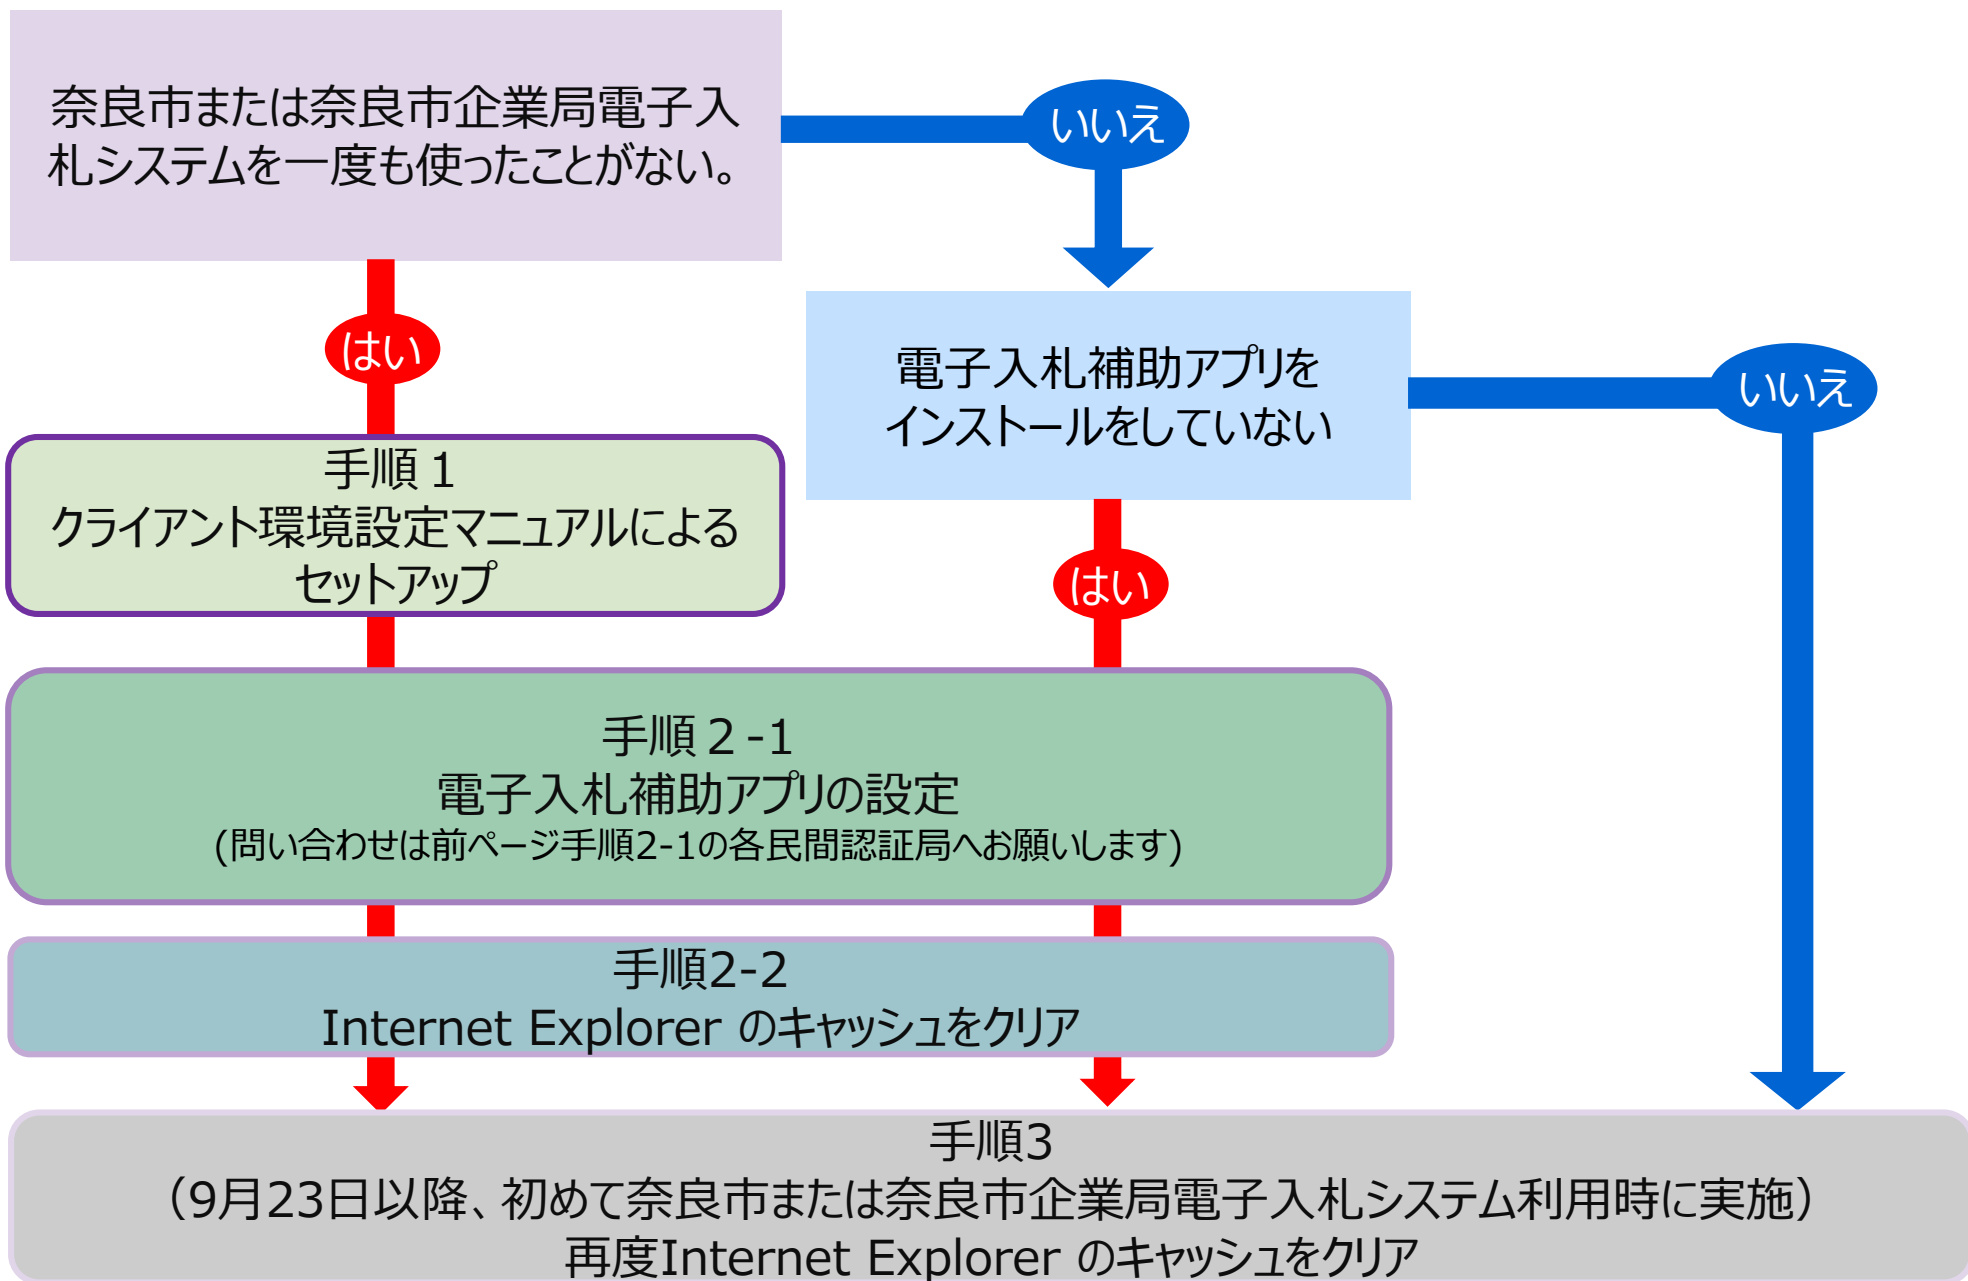 奈良市または奈良市企業局電子入
札システムを一度も使ったことがない。
いいえ
はい
電子入札補助アプリを
インストールをしていない
いいえ
手順１
クライアント環境設定マニュアルによる
セットアップ
はい
手順２-1
電子入札補助アプリの設定
(問い合わせは前ページ手順2-1の各民間認証局へお願いします)
手順2-2
Internet Explorer のキャッシュをクリア
手順3
（9月23日以降、初めて奈良市または奈良市企業局電子入札システム利用時に実施）
再度Internet Explorer のキャッシュをクリア